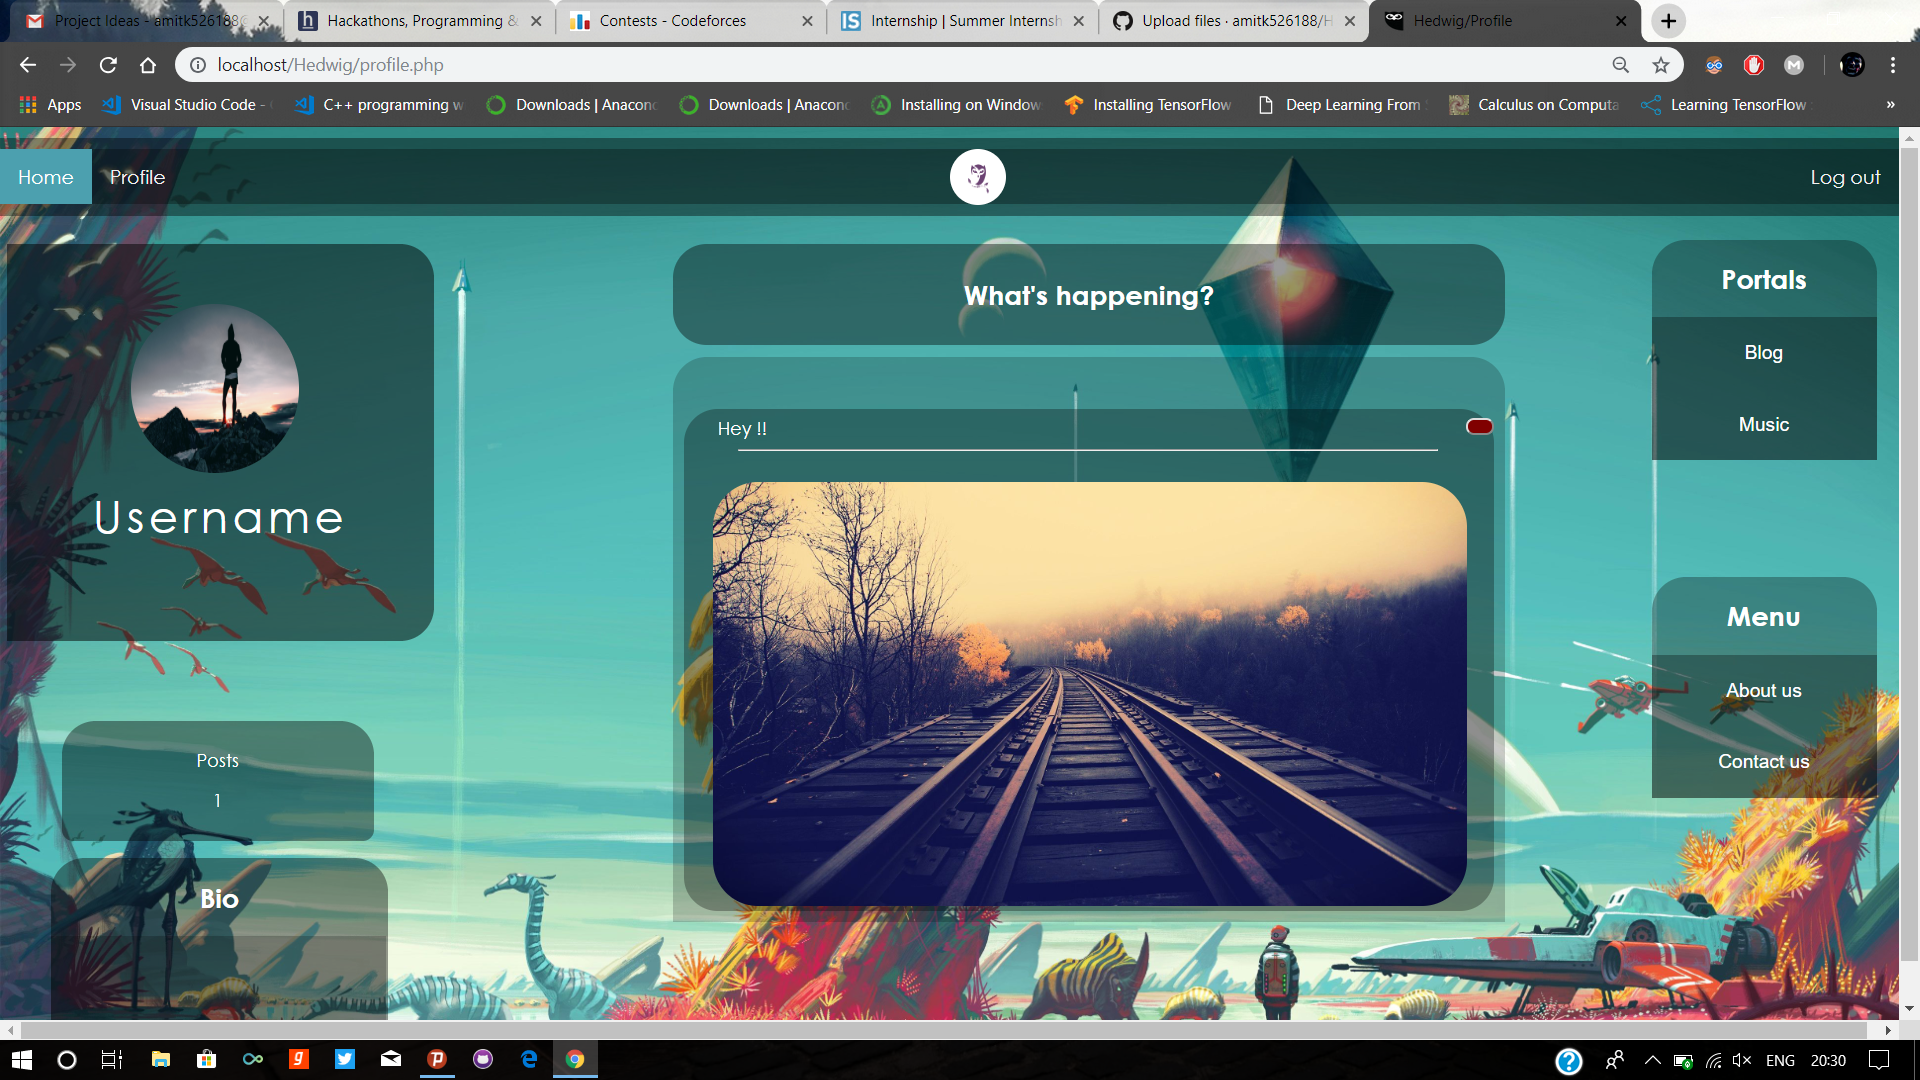 Project Ideas - amitk526188@
Hackathons, Programming &
Contests - Codeforces
Internship | Summer Internsh
Upload files · amitk526188/H
Hedwig/Profile
localhost/Hedwig/profile.php
Apps
Visual Studio Code -
C++ programming w
Downloads | Anacon
Downloads | Anacon
Installing on Window
Installing TensorFlow
Deep Learning From
Calculus on Computa
Learning TensorFlow
»
Home
Profile
Log out
Username
Posts
1
Bio
What's happening?
Hey !!
Portals
Blog
Music
Menu
About us
Contact us
ENG
20:30